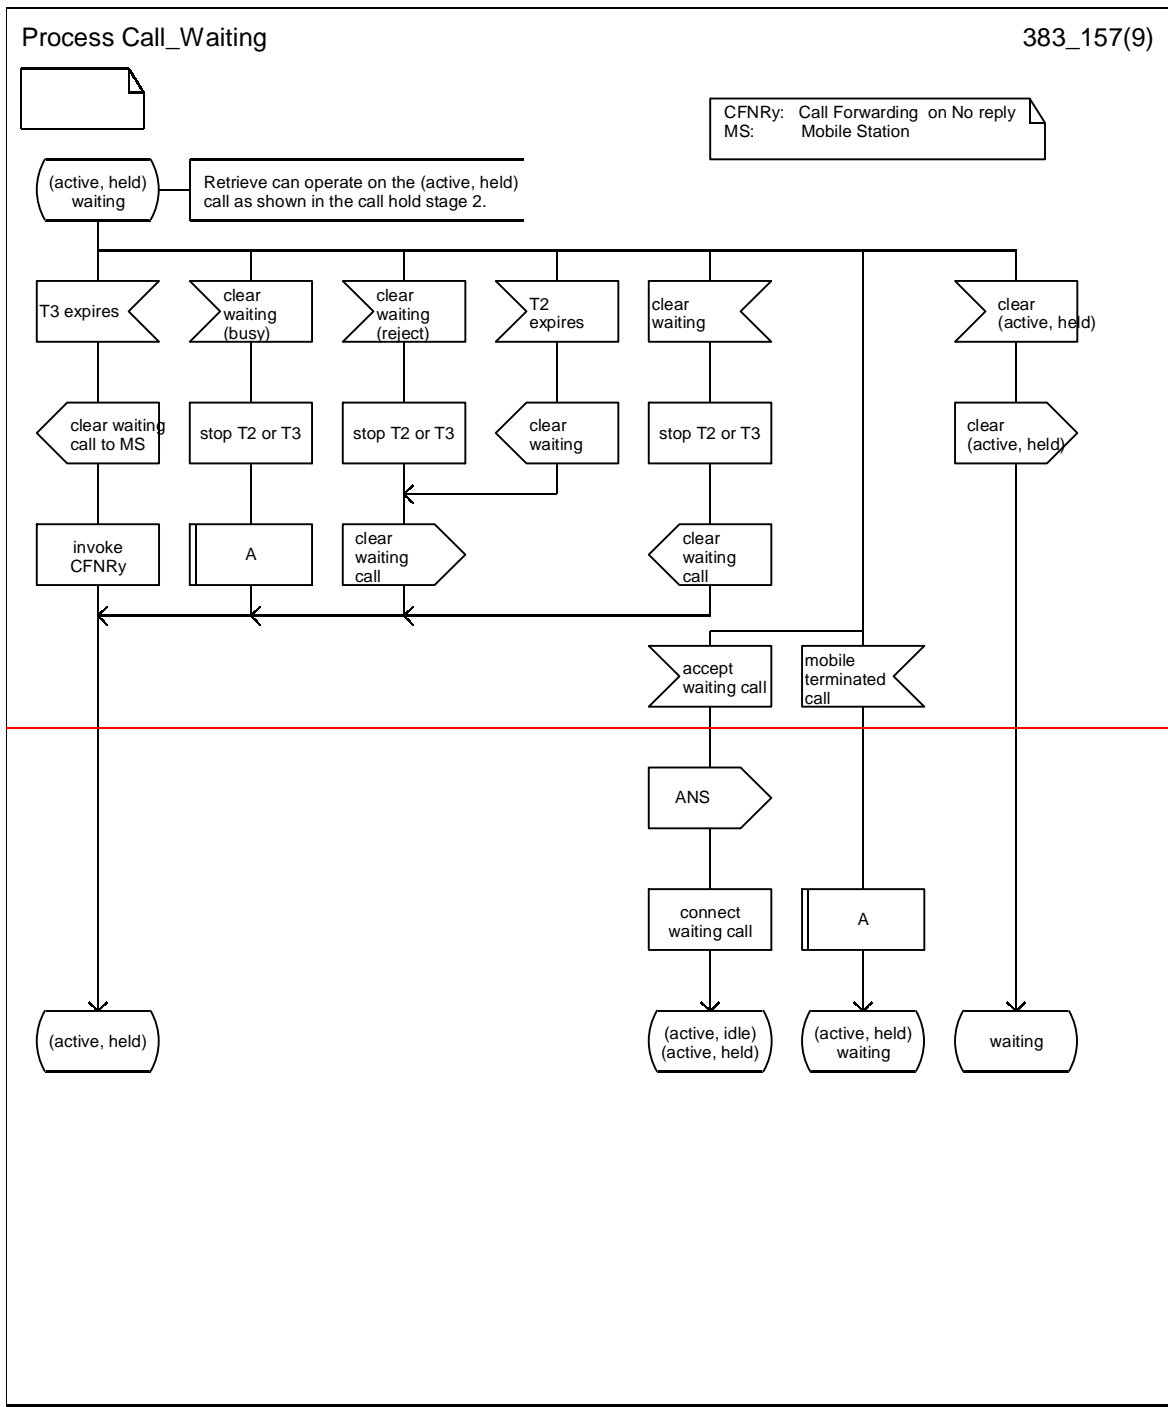 Process Call_Waiting
383_157(9)
CFNRy: Call Forwarding on No reply
MS: Mobile Station
(active, held)
waiting
Retrieve can operate on the (active, held)
call as shown in the call hold stage 2.
T3 expires
clear
waiting
(busy)
clear
waiting
(reject)
T2
expires
clear
waiting
clear
(active, held)
clear waiting
call to MS
stop T2 or T3
stop T2 or T3
clear
waiting
stop T2 or T3
clear
(active, held)
invoke
CFNRy
A
clear
waiting
call
clear
waiting
call
accept
waiting call
mobile
terminated
call
ANS
connect
waiting call
A
(active, held)
(active, idle)
(active, held)
(active, held)
waiting
waiting